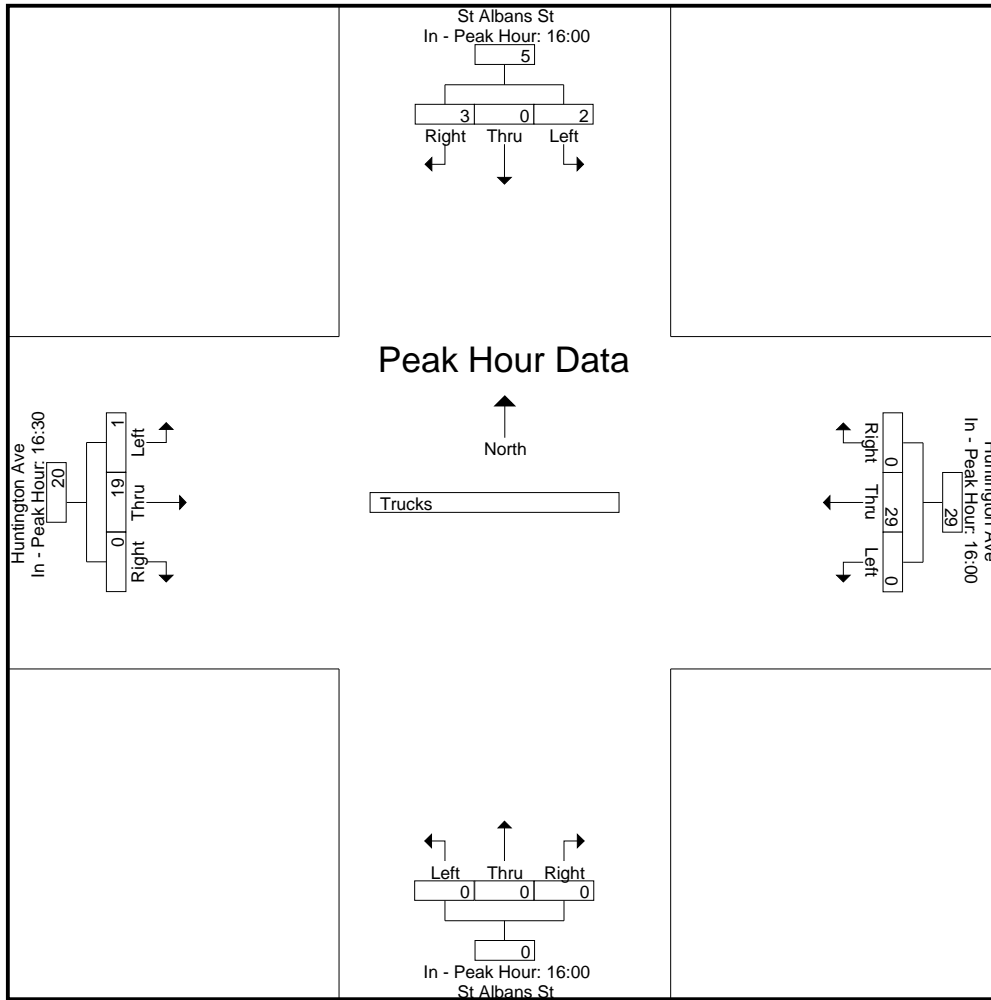 St Albans St
In - Peak Hour: 16:00
5
3 0 2
Right Thru Left
Peak Hour Data
North
Trucks
Huntington Ave
In - Peak Hour: 16:30
20
1 19 0
Left Thru Right
Huntington Ave
In - Peak Hour: 16:00
29
0 29 0
Right Thru Left
Left Thru Right
0 0 0
0
In - Peak Hour: 16:00
St Albans St